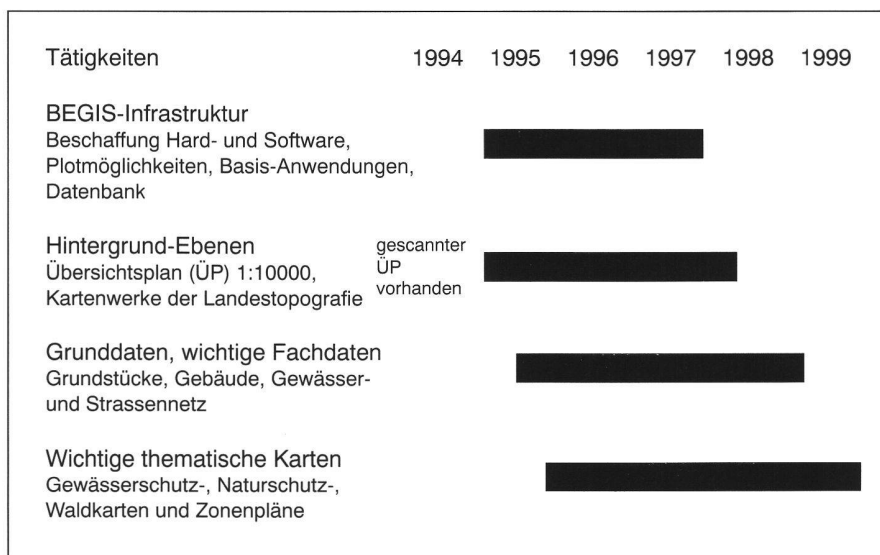 Tätigkeiten 1994 1995 1996 1997 1998 1999
BEGIS-Infrastruktur
Beschaffung Hard- und Software,
Plotmöglichkeiten, Basis-Anwendungen,
Datenbank
Hintergrund-Ebenen
Übersichtsplan (ÜP) 1:10000,
Kartenwerke der Landestopografie
gescannter
ÜP
vorhanden
Grunddaten, wichtige Fachdaten
Grundstücke, Gebäude, Gewässer-
und Strassennetz
Wichtige thematische Karten
Gewässerschutz-, Naturschutz-,
Waldkarten und Zonenpläne